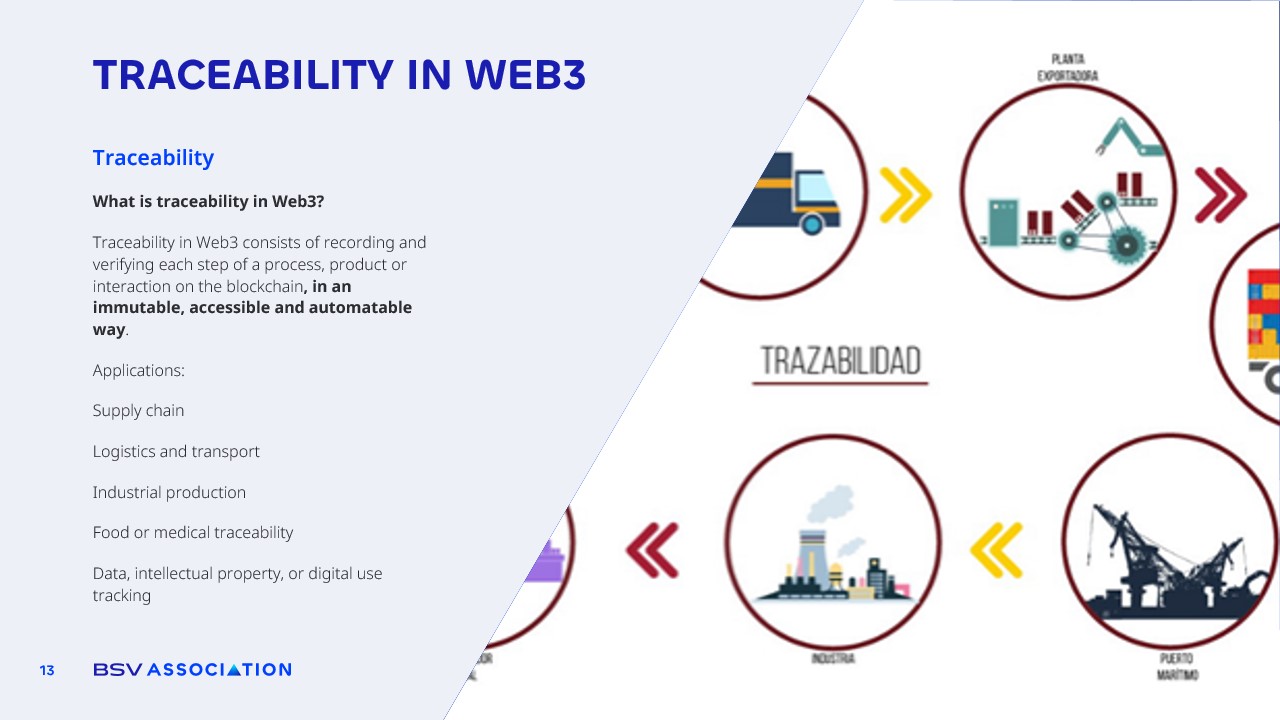 TRACEABILITY IN WEB3
Traceability
What is traceability in Web3?
Traceability in Web3 consists of recording and
verifying each step of a process, product or
interaction on the blockchain, in an
immutable, accessible and automatable
way.
Applications:
Supply chain
Logistics and transport
Industrial production
Food or medical traceability
Data, intellectual property, or digital use
tracking
13
BSV ASSOCIATION
PLANTA
EXPORTADORA
TRAZABILIDAD
INDUSTRIA
PUERTO
MARÍTIMO